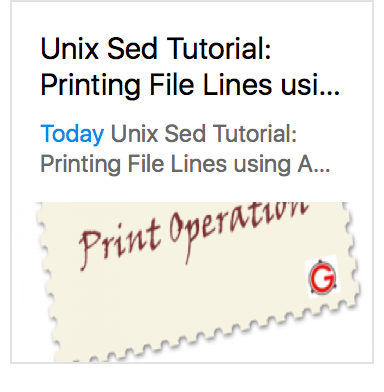 Unix Sed Tutorial:
Printing File Lines usi...
Today Unix Sed Tutorial:
Printing File Lines using A...
Print Operation
G